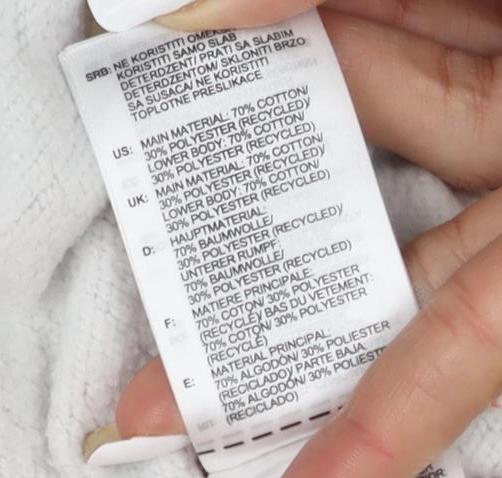 SRB: NE KORISTITI
KORISTITI SAMO SLAB
DETERDZENT/ PRATI SA SLABIM
DETERDZENTOM/ SKLONITI BRZO
SA SUSACA/ NE KORISTITI
TOPLOTNE PRESLIKACE
US: MAIN MATERIAL: 70% COTTON/
30% POLYESTER (RECYCLED)/
LOWER BODY: 70% COTTON/
30% POLYESTER (RECYCLED)
UK: MAIN MATERIAL: 70% COTTON/
30% POLYESTER (RECYCLED)/
LOWER BODY: 70% COTTON/
30% POLYESTER (RECYCLED)
D: HAUPTMATERIAL:
70% BAUMWOLLE/
30% POLYESTER (RECYCLED)/
UNTERER RUMPF:
70% BAUMWOLLE/
30% POLYESTER (RECYCLED)
F: MATIERE PRINCIPALE:
70% COTON/ 30% POLYESTER
(RECYCLÉ)/ BAS DU VETEMENT:
70% COTON/ 30% POLYESTER
(RECYCLÉ)
E: MATERIAL PRINCIPAL:
70% ALGODÓN/ 30% POLIESTER
(RECICLADO)/ PARTE BAJA:
70% ALGODÓN/ 30% POLIEST
(RECICLADO)